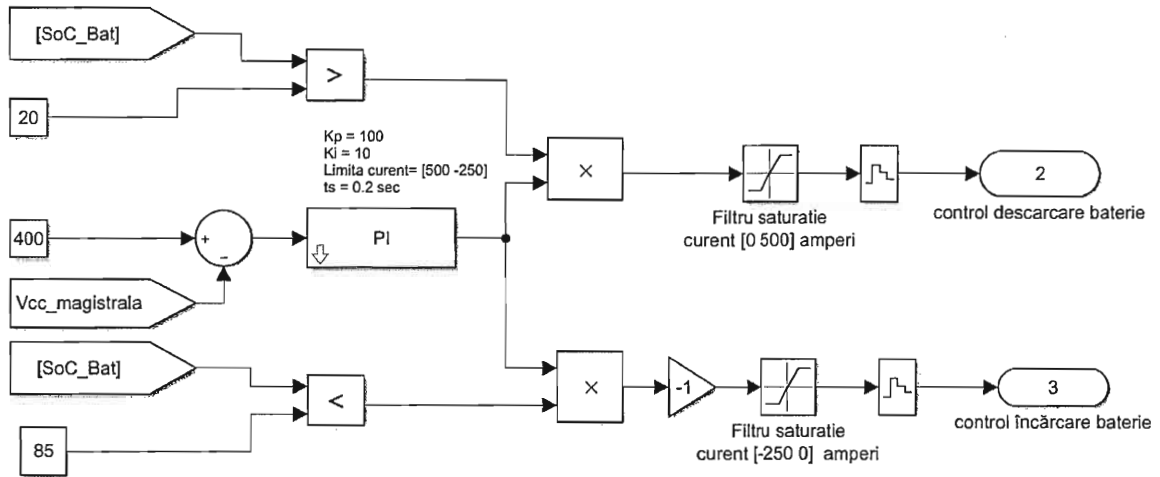 [SoC_Bat]
>
20
Kp = 100
Ki = 10
Limita curent= [500 -250]
ts = 0.2 sec
×
2
Filtru saturatie
curent [0 500] amperi
control descarcare baterie
400
+
−
PI
Vcc_magistrala
[SoC_Bat]
<
85
×
-1
3
Filtru saturatie
curent [-250 0] amperi
control încărcare baterie